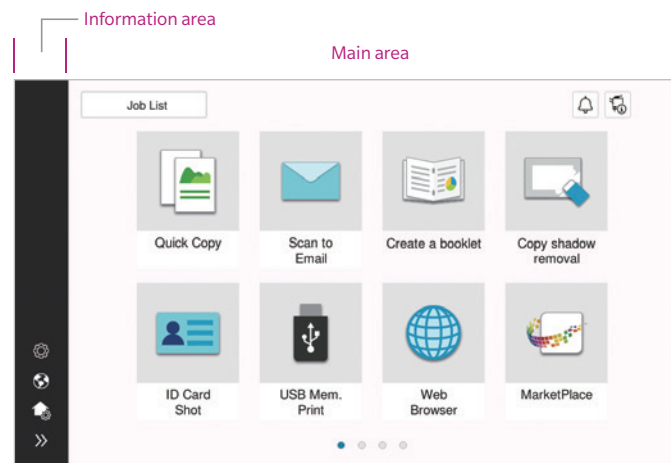 Information area
Main area
Job List
Quick Copy
Scan to
Email
Create a booklet
Copy shadow
removal
ID Card
Shot
USB Mem.
Print
Web
Browser
MarketPlace